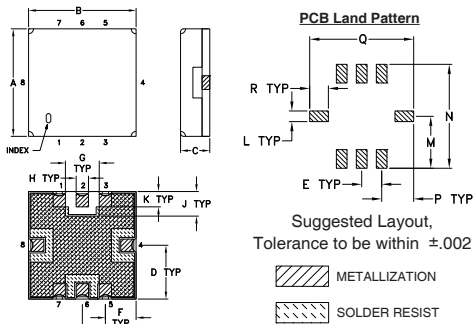 B
7 6 5
A
8
4
INDEX
1 2 3
C
PCB Land Pattern
Q
R TYP
L TYP
N
M
E TYP
P TYP
G
TYP
H TYP
1 2 3
K TYP
J TYP
8
4
D TYP
7 6 5
F
TYP
Suggested Layout,
Tolerance to be within ±.002
METALLIZATION
SOLDER RESIST